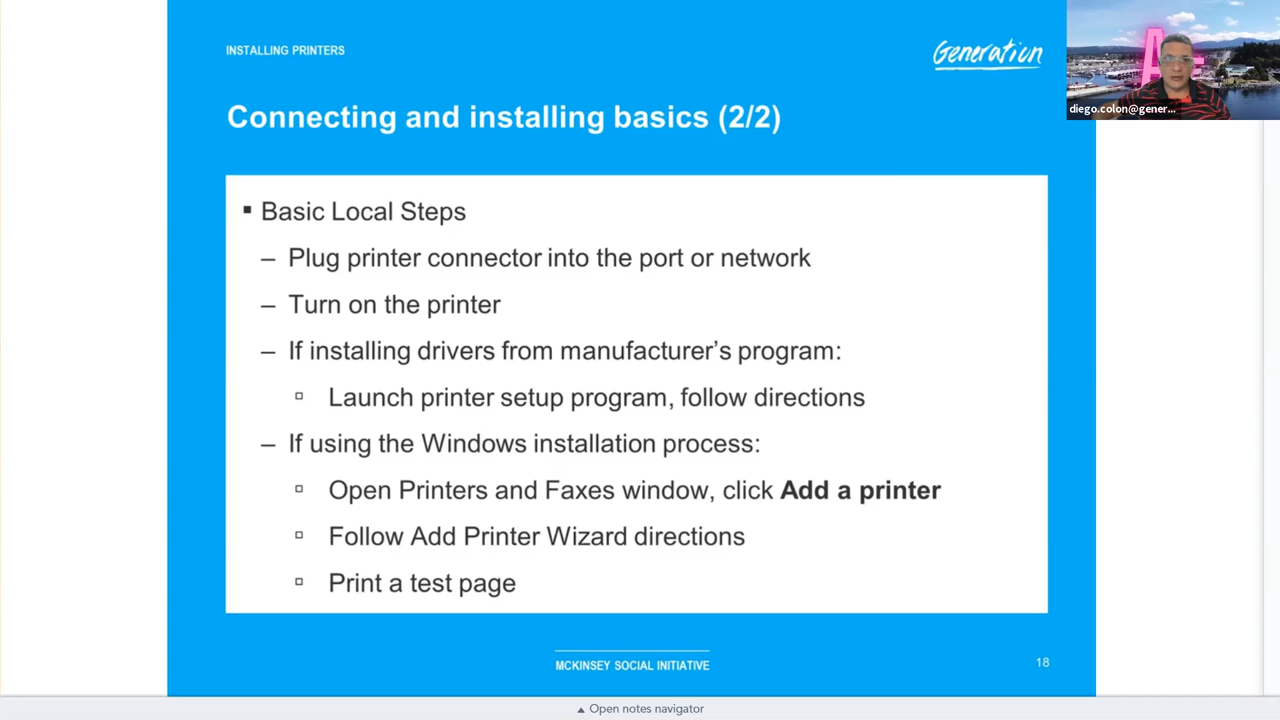 INSTALLING PRINTERS
Generation
diego.colon@gener...
Connecting and installing basics (2/2)
▪ Basic Local Steps
– Plug printer connector into the port or network
– Turn on the printer
– If installing drivers from manufacturer’s program:
▫ Launch printer setup program, follow directions
– If using the Windows installation process:
▫ Open Printers and Faxes window, click Add a printer
▫ Follow Add Printer Wizard directions
▫ Print a test page
MCKINSEY SOCIAL INITIATIVE
18
▲ Open notes navigator